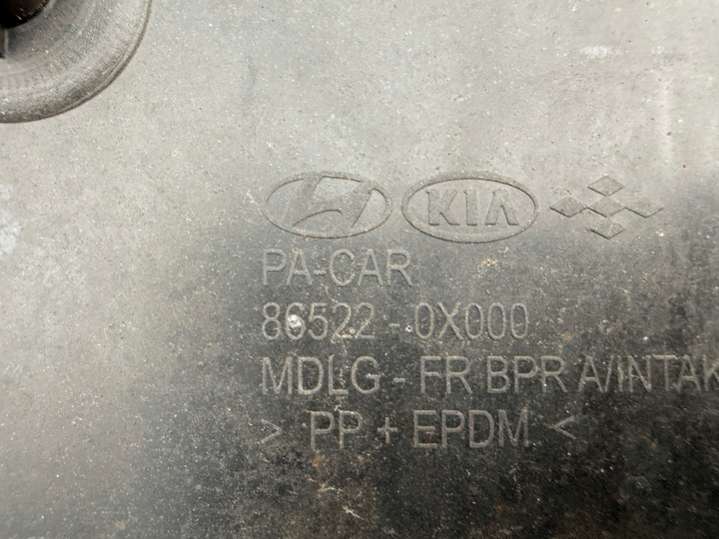 KIA
PA-CAR
86522-0X000
MDLG - FR BPR A/INTAK
> PP + EPDM <